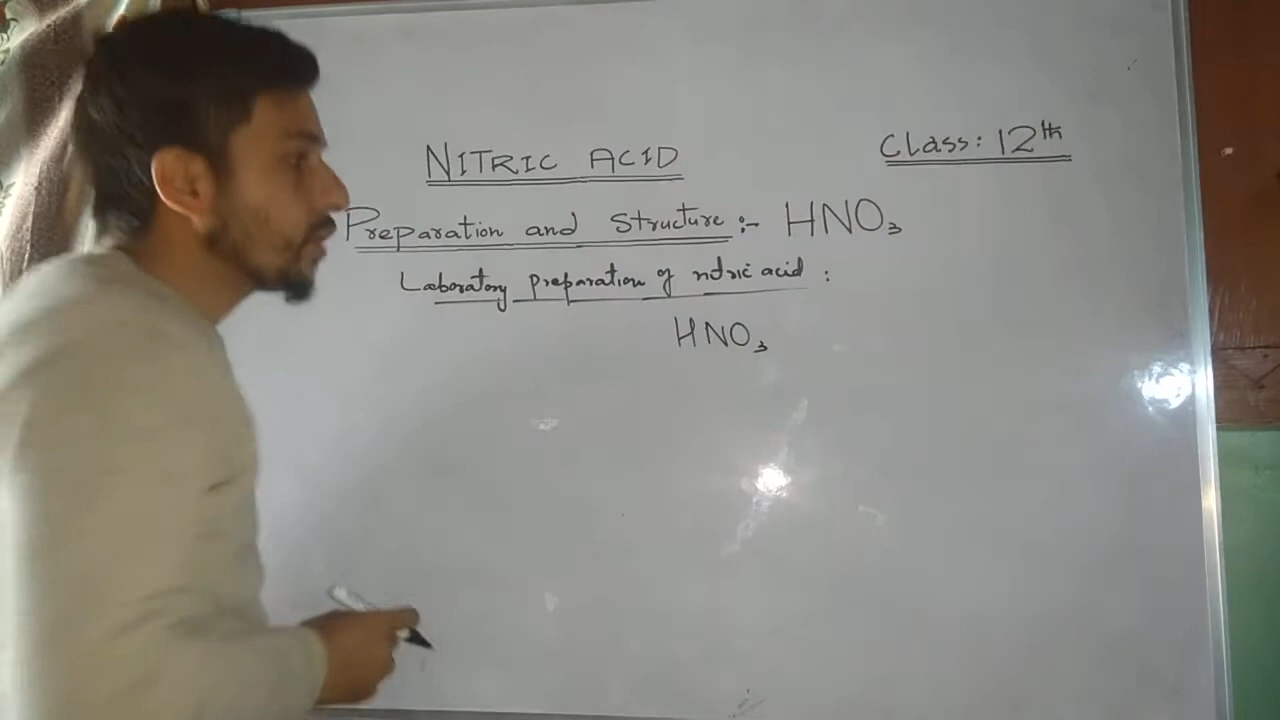 NITRIC ACID
Class: 12th
Preparation and Structure :- HNO₃
Laboratory preparation of nitric acid :
HNO₃